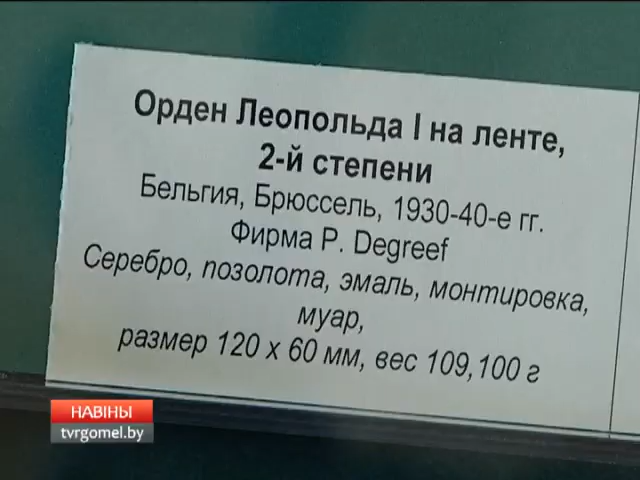 Орден Леопольда I на ленте,
2-й степени
Бельгия, Брюссель, 1930-40-е гг.
Фирма P. Degreef
Серебро, позолота, эмаль, монтировка,
муар,
размер 120 х 60 мм, вес 109,100 г
НАВІНЫ
tvrgomel.by